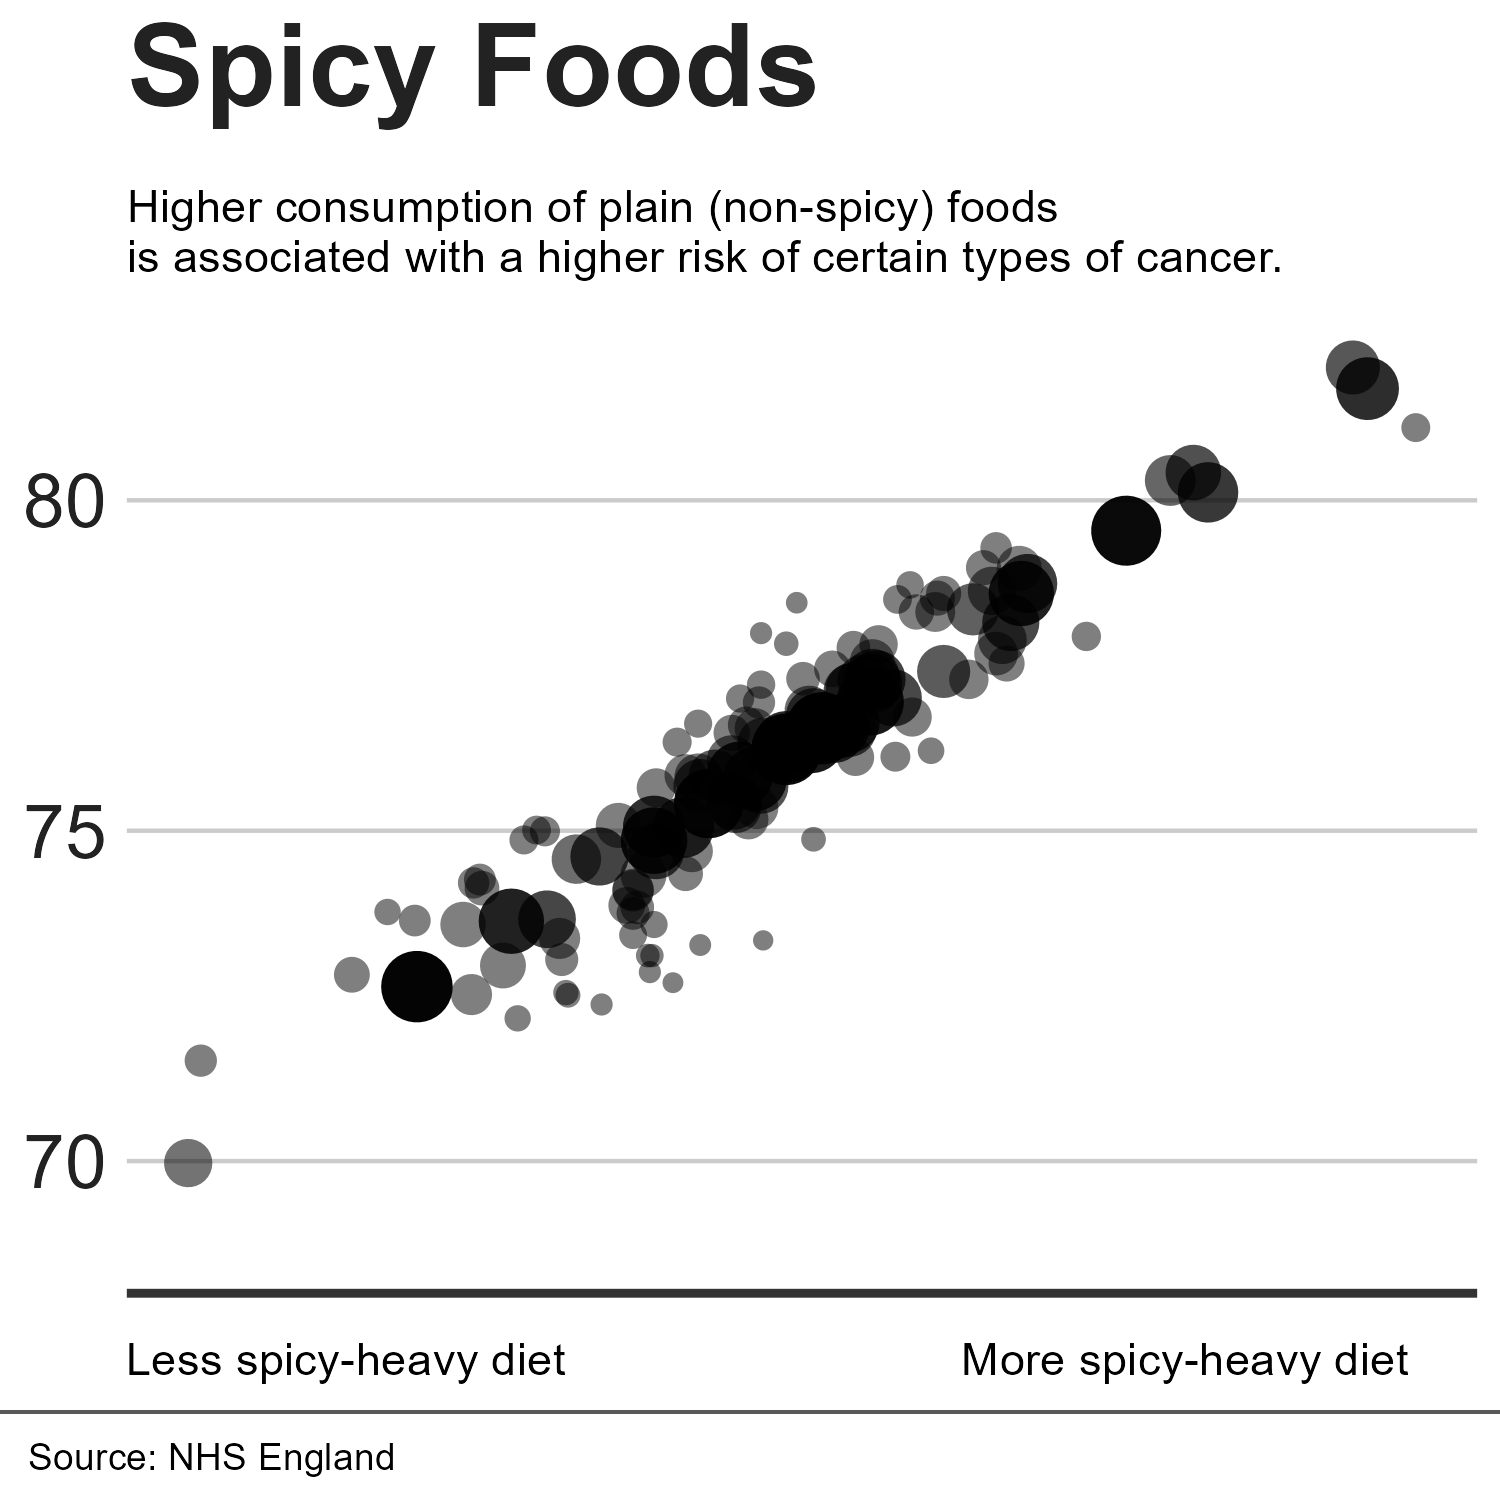 Spicy Foods
Higher consumption of plain (non-spicy) foods
is associated with a higher risk of certain types of cancer.
80
75
70
Less spicy-heavy diet
More spicy-heavy diet
Source: NHS England